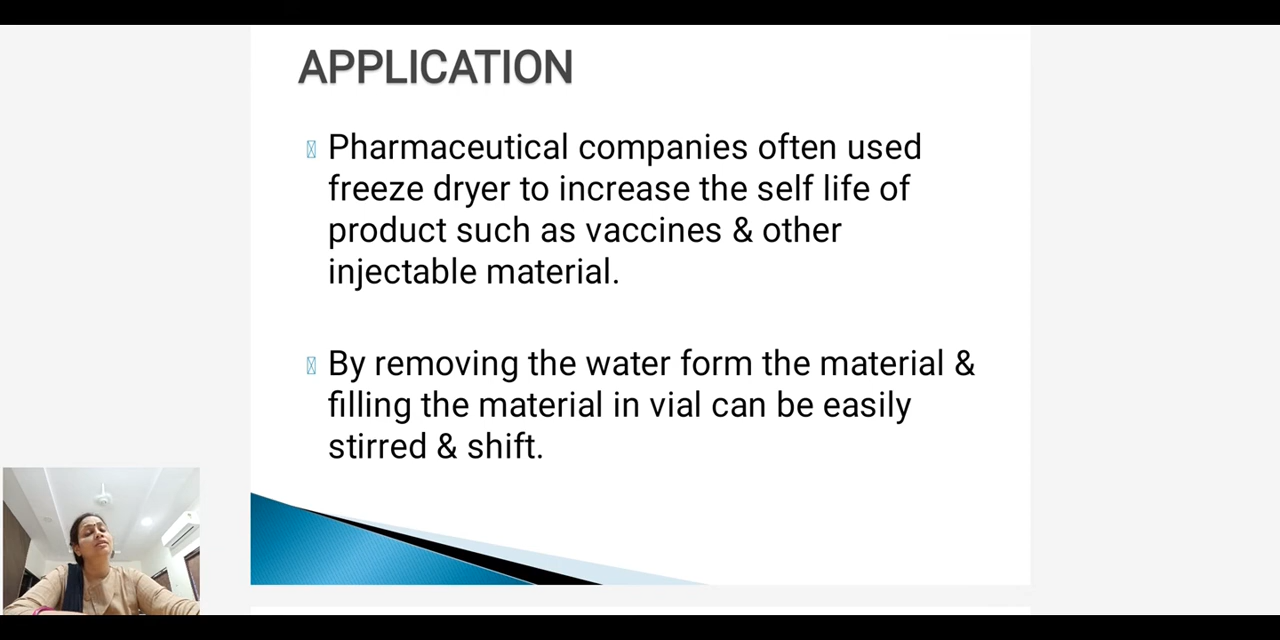 APPLICATION
Pharmaceutical companies often used
freeze dryer to increase the self life of
product such as vaccines & other
injectable material.
By removing the water form the material &
filling the material in vial can be easily
stirred & shift.